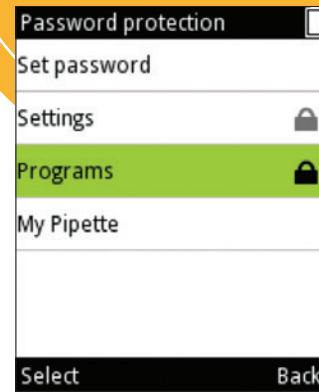 Password protection
Set password
Settings
Programs
My Pipette
Select Back